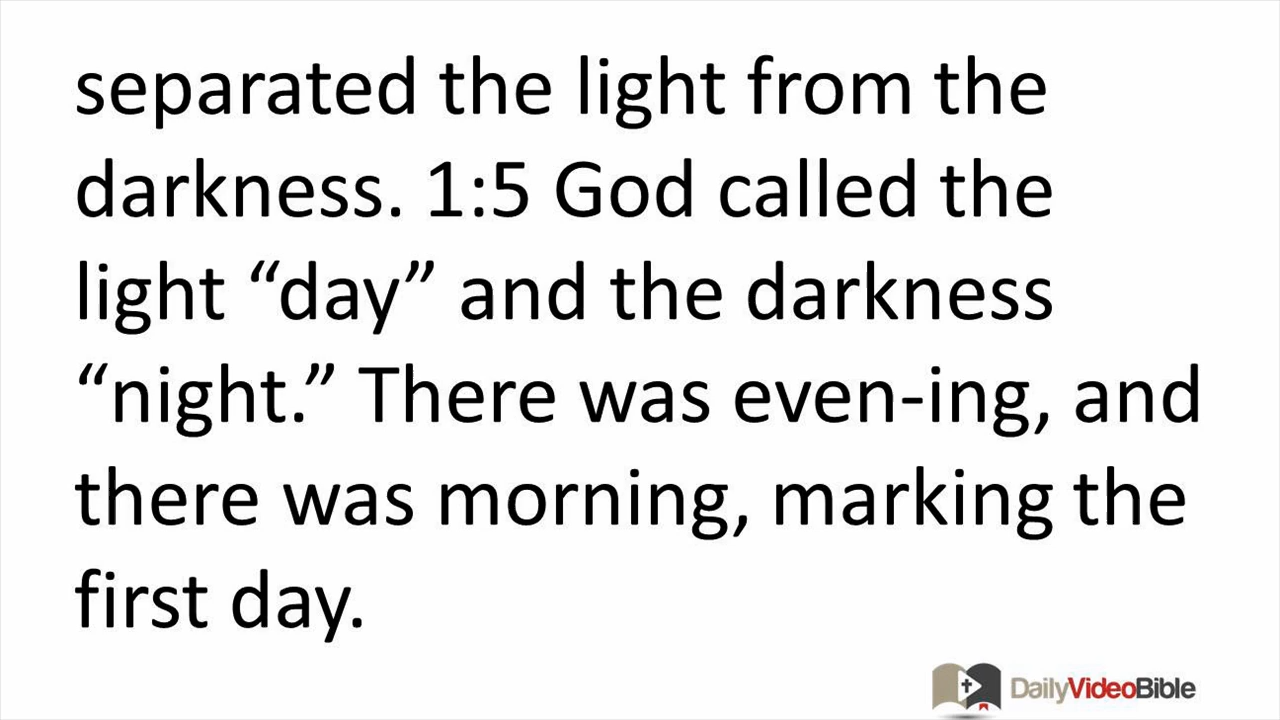 separated the light from the
darkness. 1:5 God called the
light “day” and the darkness
“night.” There was even-ing, and
there was morning, marking the
first day.
DailyVideoBible